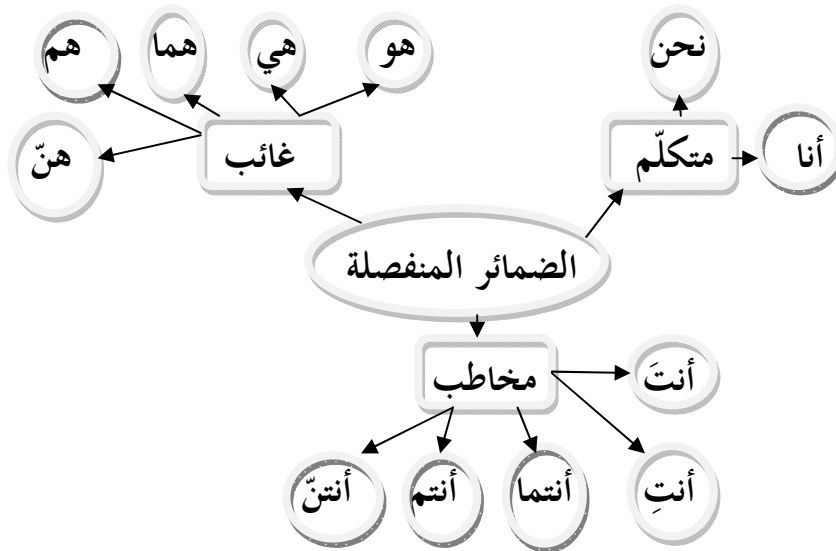 نحن
هو
هي
هما
هم
أنا
متكلّم
غائب
هنّ
الضمائر المنفصلة
مخاطب
أنتَ
أنتِ
أنتما
أنتم
أنتنّ